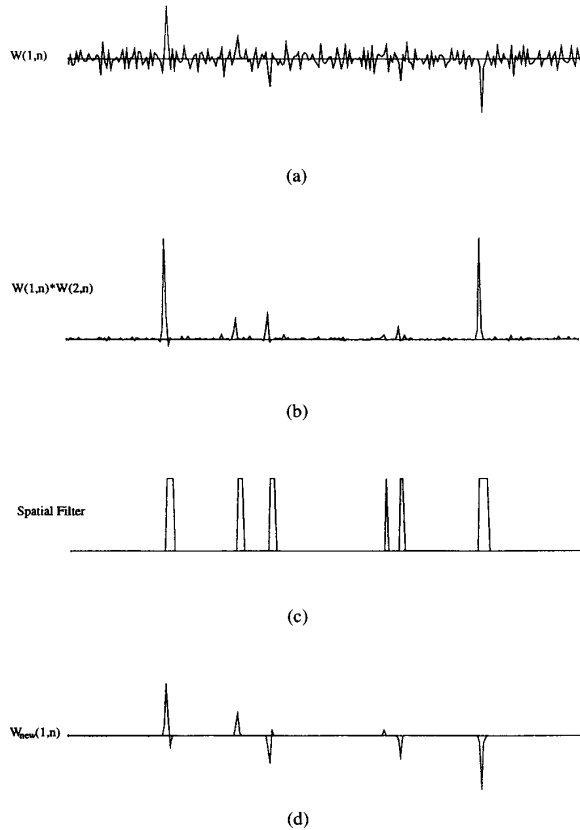 W(1,n)
(a)
W(1,n)*W(2,n)
(b)
Spatial Filter
(c)
Wnew(1,n)
(d)